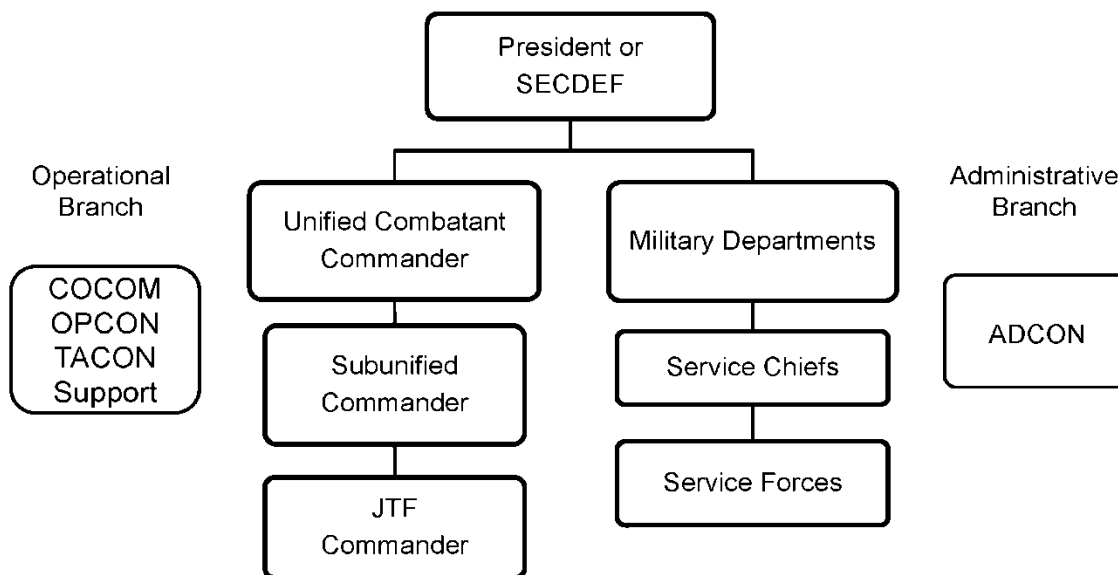 President or
SECDEF
Operational
Branch
Administrative
Branch
Unified Combatant
Commander
Military Departments
COCOM
OPCON
TACON
Support
ADCON
Subunified
Commander
Service Chiefs
Service Forces
JTF
Commander